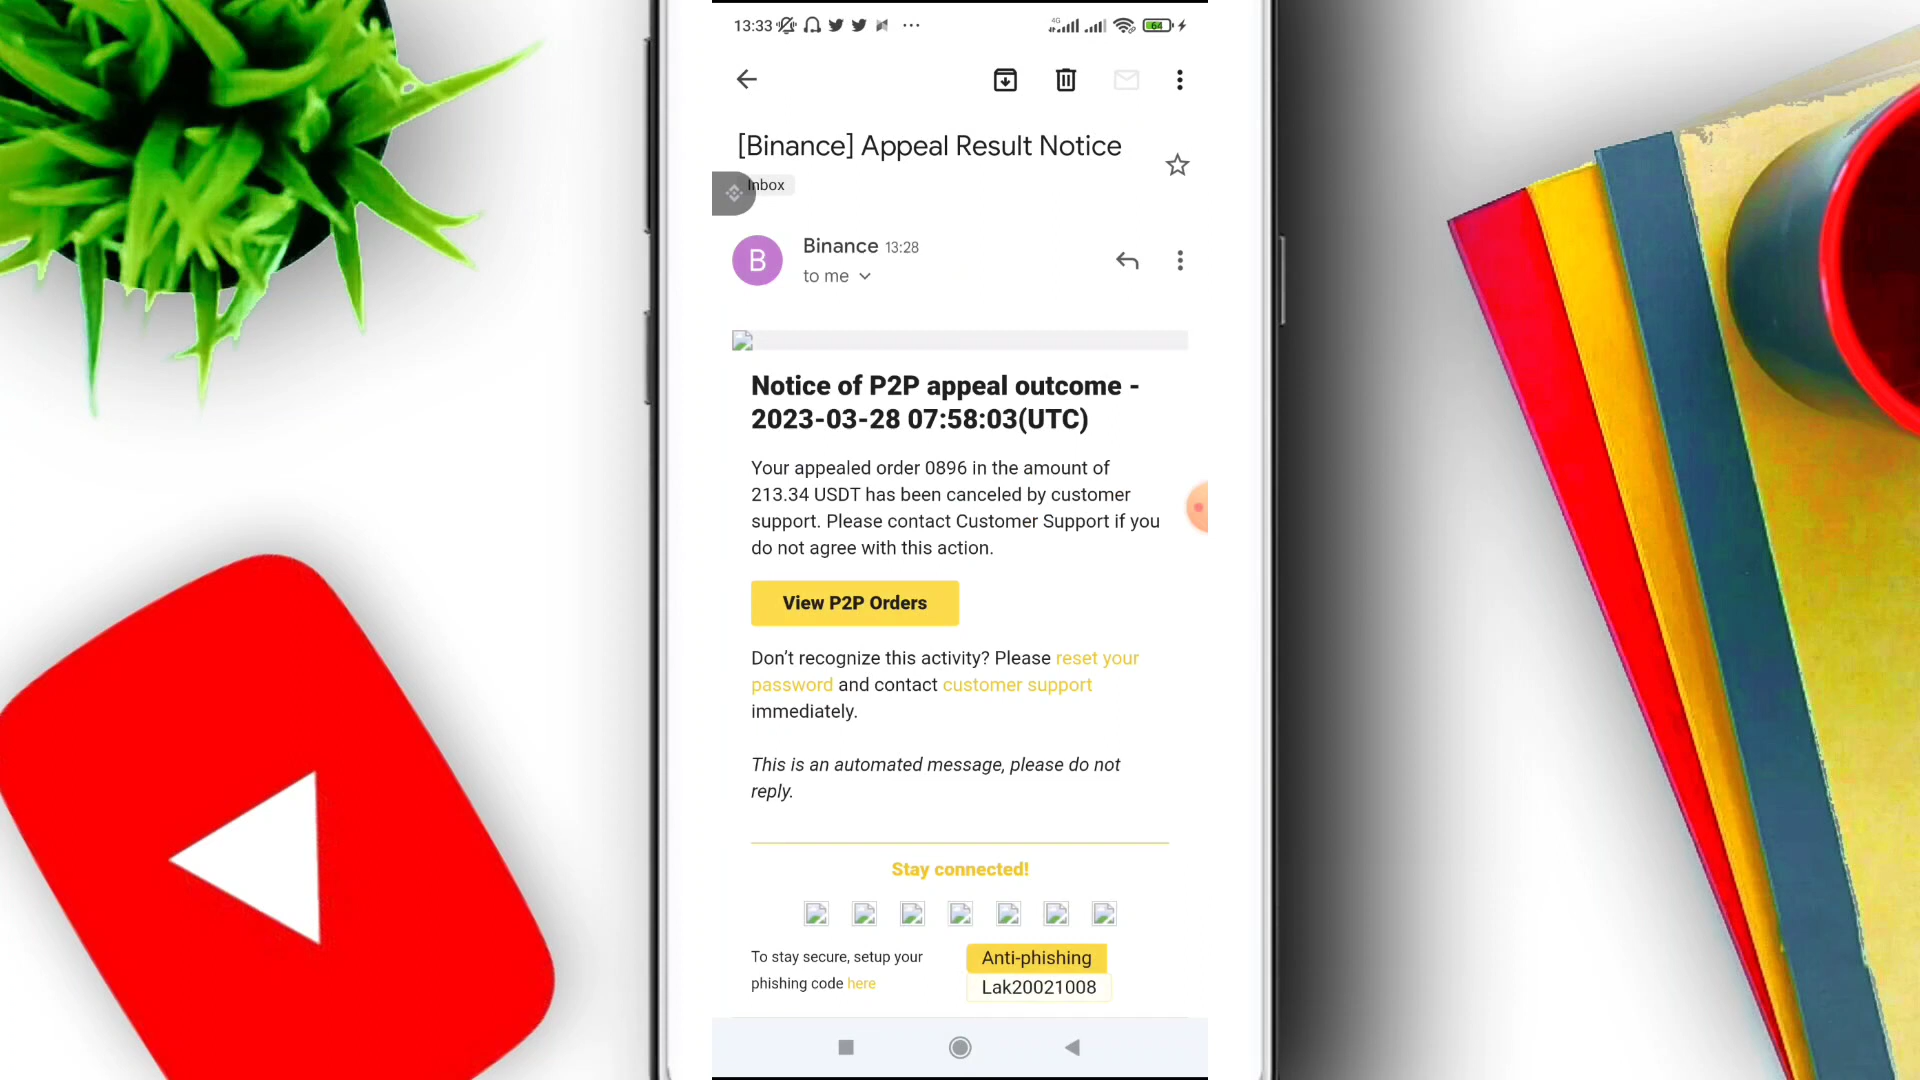 13:33
4G
64
[Binance] Appeal Result Notice
Inbox
B
Binance 13:28
to me
Notice of P2P appeal outcome -
2023-03-28 07:58:03(UTC)
Your appealed order 0896 in the amount of
213.34 USDT has been canceled by customer
support. Please contact Customer Support if you
do not agree with this action.
View P2P Orders
Don’t recognize this activity? Please reset your
password and contact customer support
immediately.
This is an automated message, please do not
reply.
Stay connected!
To stay secure, setup your
phishing code here
Anti-phishing
Lak20021008